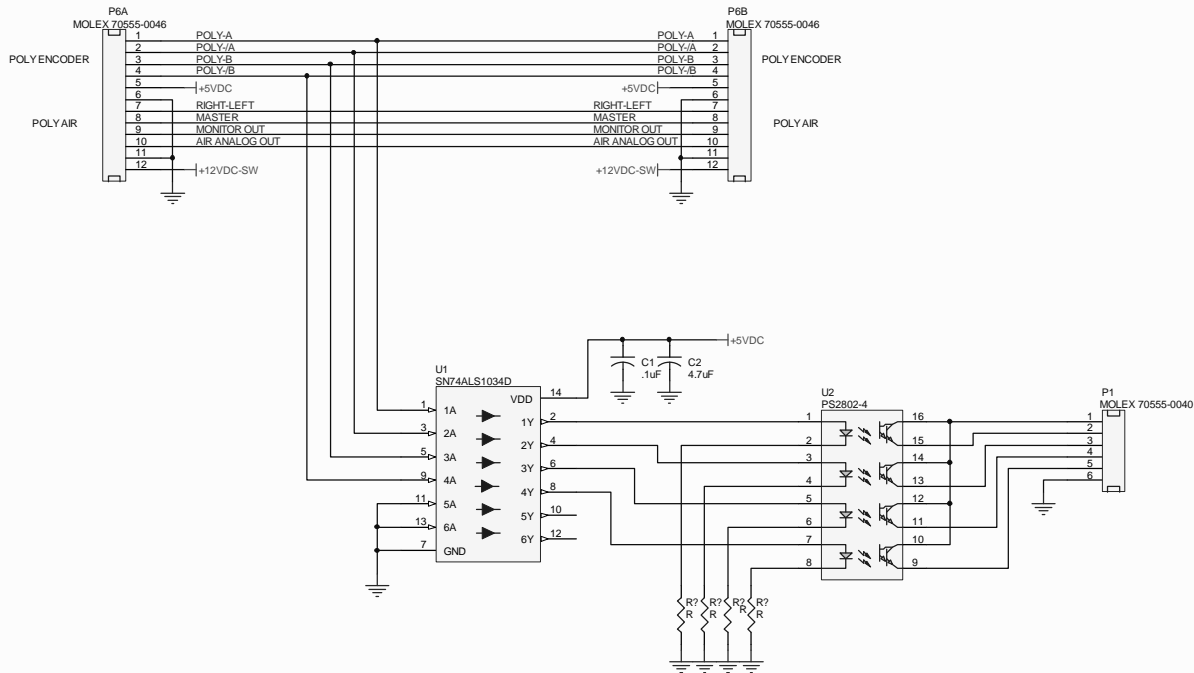 P6A
MOLEX 70555-0046
POLY ENCODER
POLY AIR
1
2
3
4
5
6
7
8
9
10
11
12
POLY-A
POLY-/A
POLY-B
POLY-/B
+5VDC
RIGHT-LEFT
MASTER
MONITOR OUT
AIR ANALOG OUT
+12VDC-SW
P6B
MOLEX 70555-0046
POLY-A
POLY-/A
POLY-B
POLY-/B
+5VDC
RIGHT-LEFT
MASTER
MONITOR OUT
AIR ANALOG OUT
+12VDC-SW
1
2
3
4
5
6
7
8
9
10
11
12
POLY ENCODER
POLY AIR
+5VDC
C1
.1uF
C2
4.7uF
U1
SN74ALS1034D
VDD 14
1 1A 1Y 2
3 2A 2Y 4
5 3A 3Y 6
9 4A 4Y 8
11 5A 5Y 10
13 6A 6Y 12
7 GND
U2
PS2802-4
1 16
2 15
3 14
4 13
5 12
6 11
7 10
8 9
P1
MOLEX 70555-0040
1
2
3
4
5
6
R?
R
R?
R
R?
R
R?
R